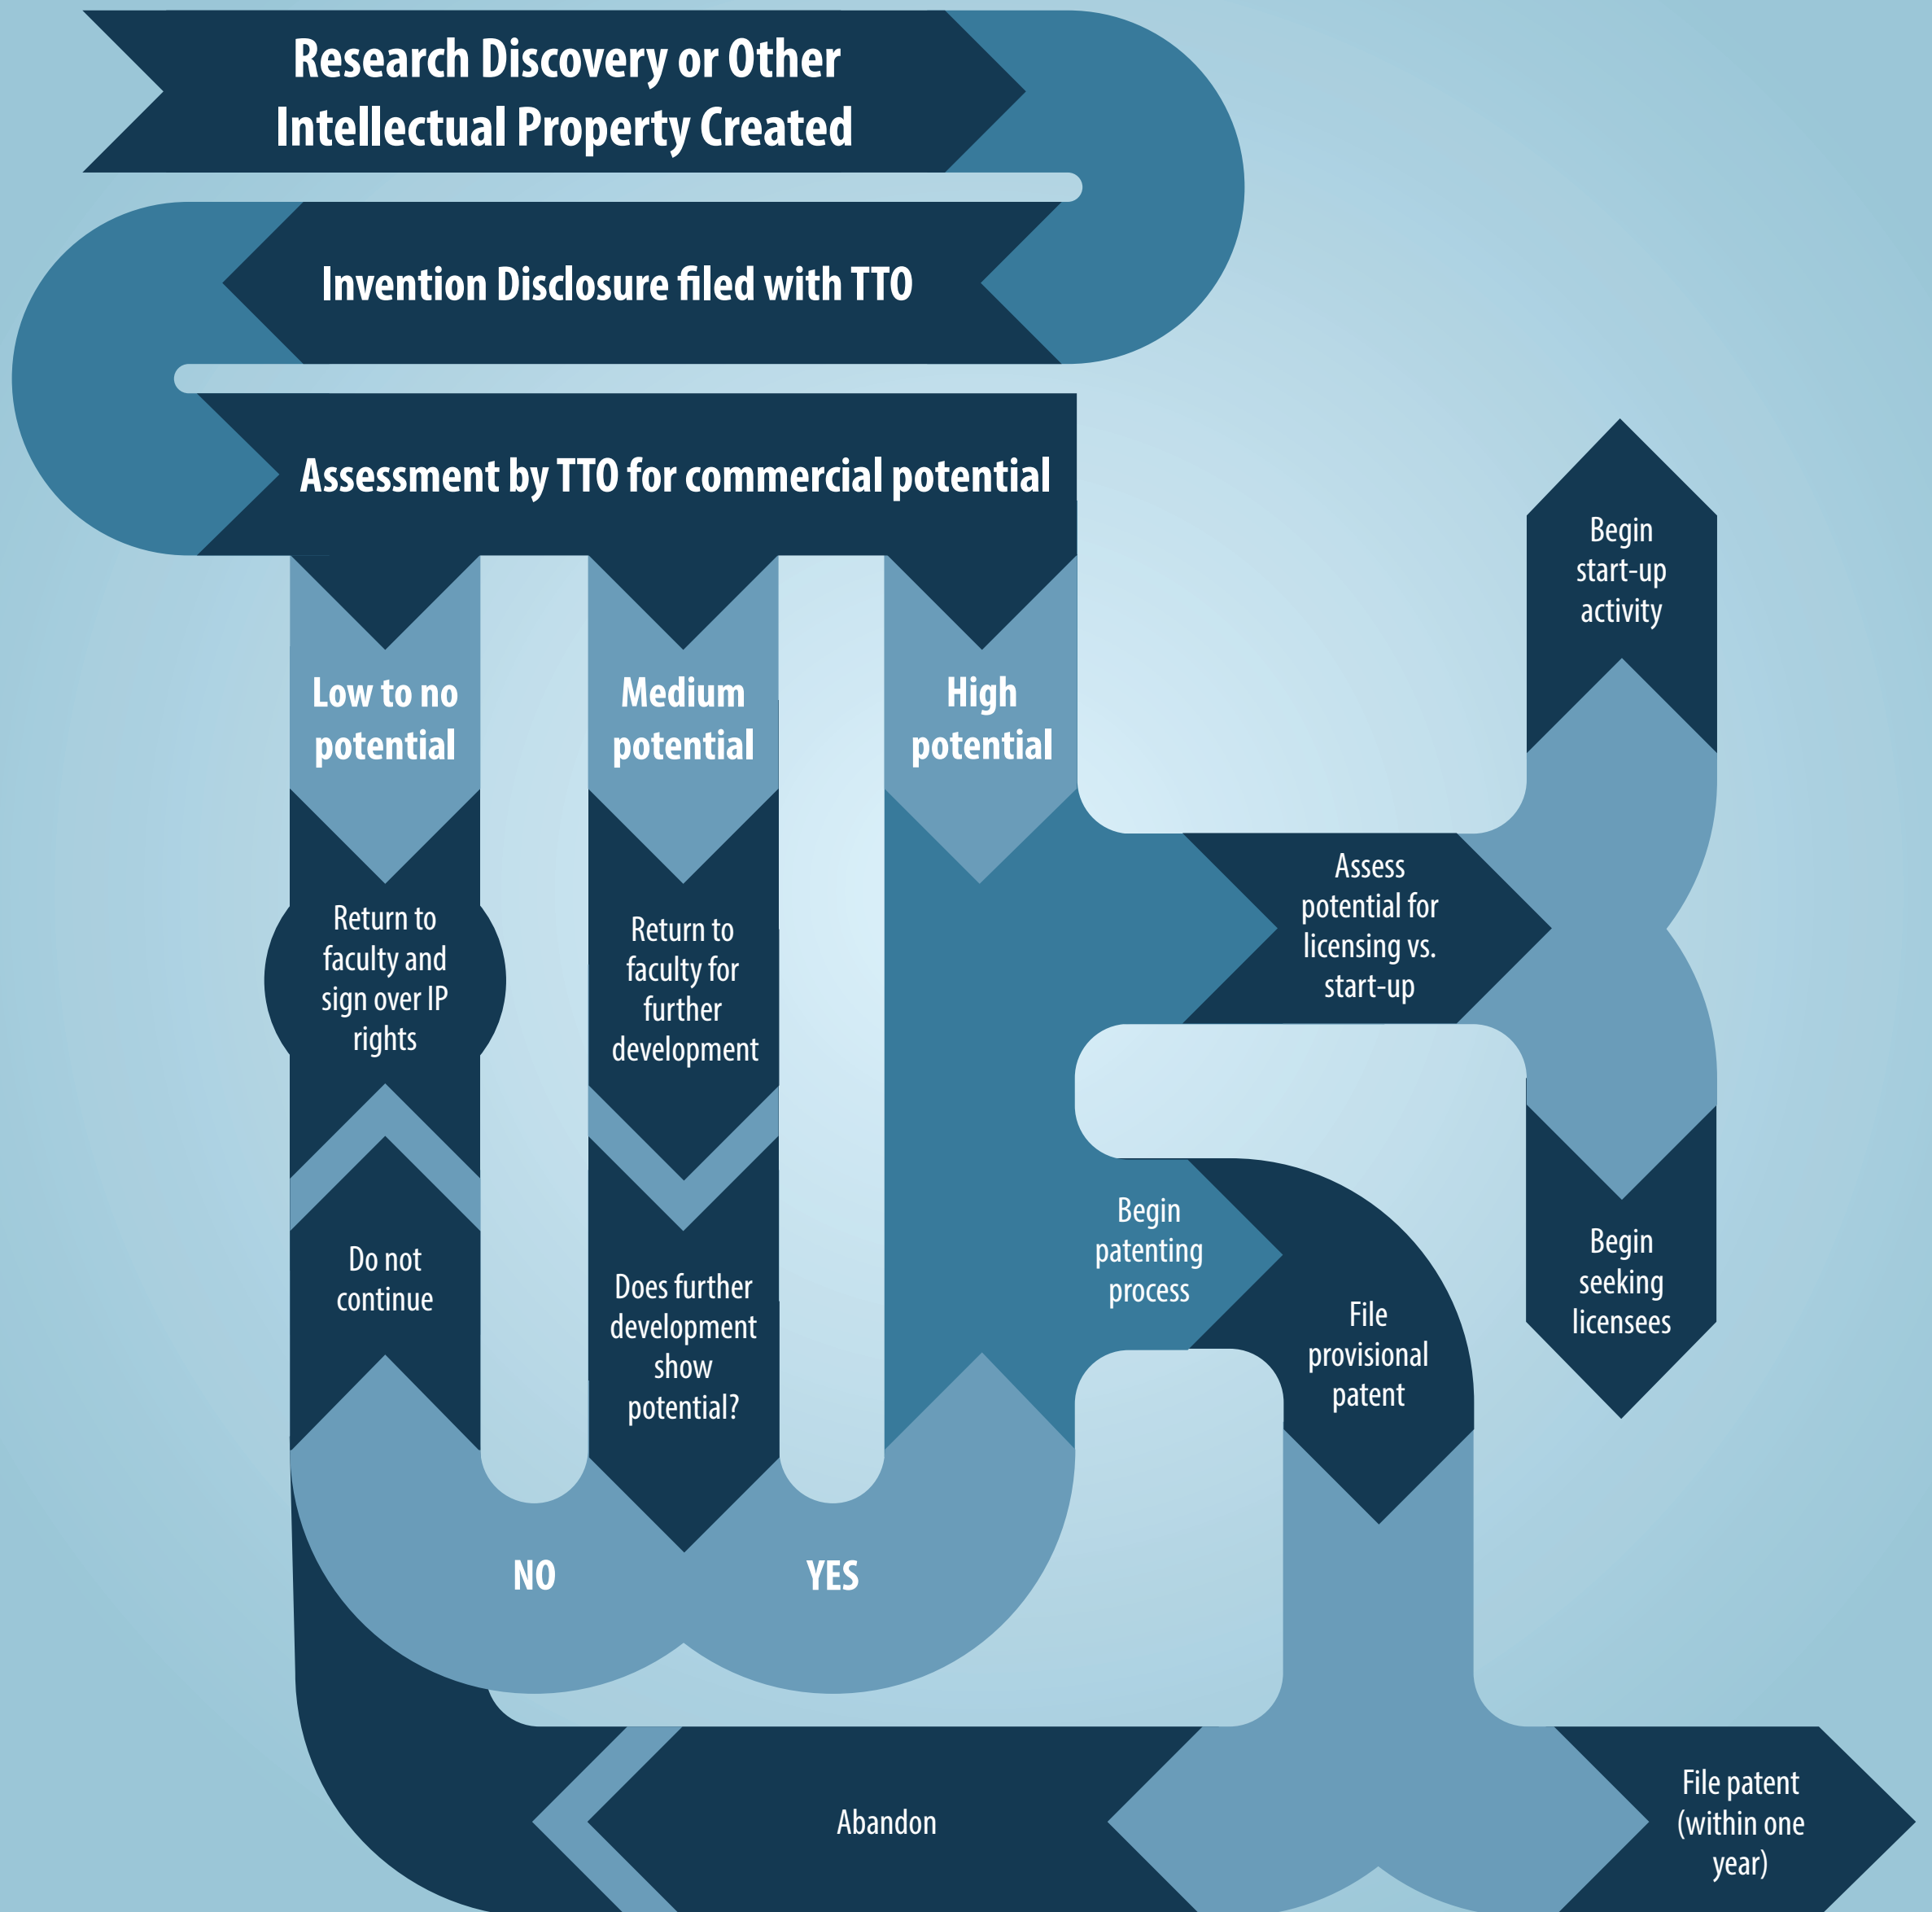 Research Discovery or Other
Intellectual Property Created
Invention Disclosure filed with TTO
Assessment by TTO for commercial potential
Low to no
potential
Medium
potential
High
potential
Return to
faculty and
sign over IP
rights
Return to
faculty for
further
development
Assess
potential for
licensing vs.
start-up
Begin
start-up
activity
Begin
seeking
licensees
Do not
continue
Does further
development
show
potential?
Begin
patenting
process
File
provisional
patent
NO
YES
Abandon
File patent
(within one
year)